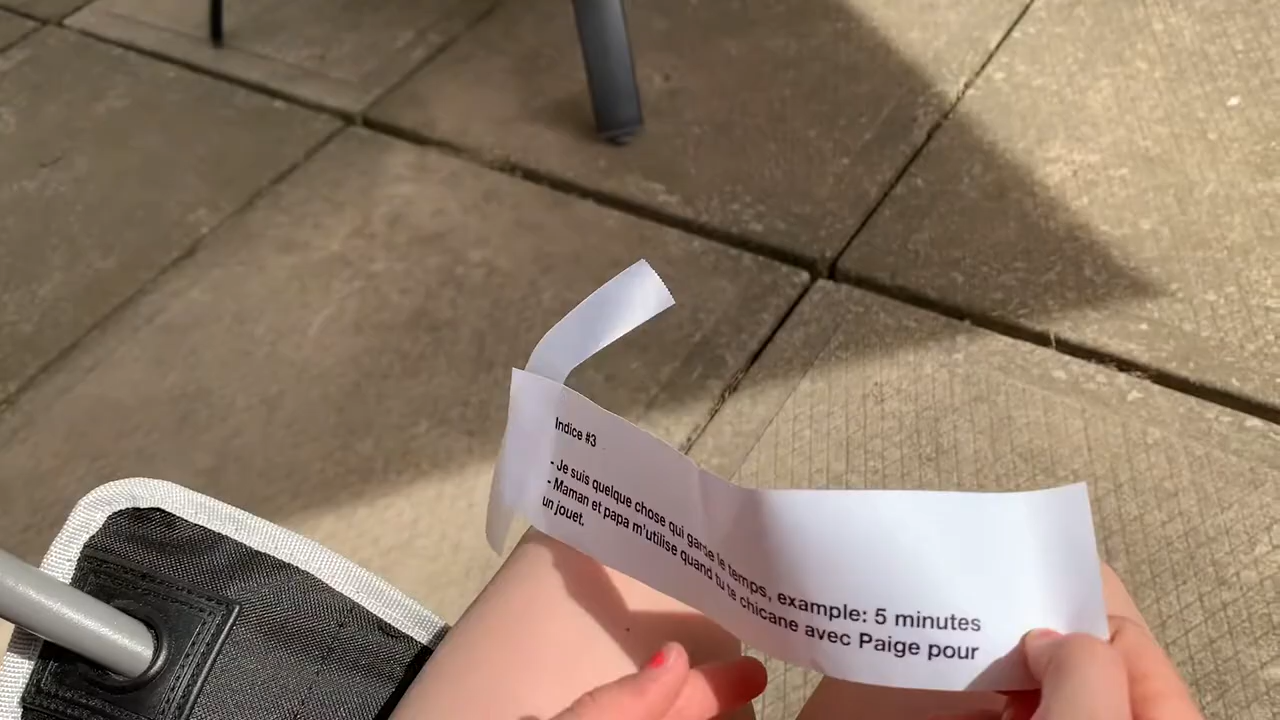 Indice #3
- Je suis quelque chose qui garde le temps, example: 5 minutes
- Maman et papa m'utilise quand tu te chicane avec Paige pour
un jouet.